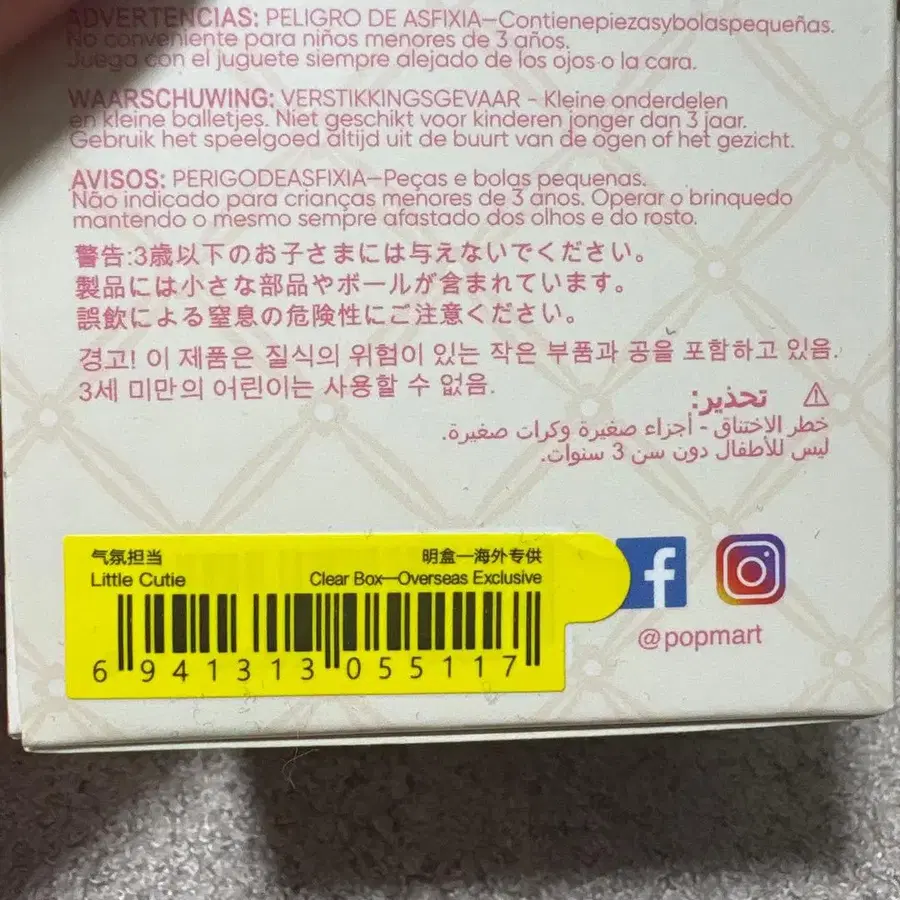 ADVERTENCIAS: PELIGRO DE ASFIXIA—Contienepiezasybolaspequeñas.
No conveniente para niños menores de 3 años.
Juega con el juguete siempre alejado de los ojos o la cara.
WAARSCHUWING: VERSTIKKINGSGEVAAR - Kleine onderdelen
en kleine balletjes. Niet geschikt voor kinderen jonger dan 3 jaar.
Gebruik het speelgoed altijd uit de buurt van de ogen of het gezicht.
AVISOS: PERIGODEASFIXIA—Peças e bolas pequenas.
Não indicado para crianças menores de 3 anos. Operar o brinquedo
mantendo o mesmo sempre afastado dos olhos e do rosto.
警告:3歳以下のお子さまには与えないでください。
製品には小さな部品やボールが含まれています。
誤飲による窒息の危険性にご注意ください。
경고! 이 제품은 질식의 위험이 있는 작은 부품과 공을 포함하고 있음.
3세 미만의 어린이는 사용할 수 없음.
⚠ تحذير:
خطر الاختناق - أجزاء صغيرة وكرات صغيرة.
ليس للأطفال دون سن 3 سنوات.
气氛担当 明盒—海外专供
Little Cutie Clear Box—Overseas Exclusive
6 941313 055117
@popmart